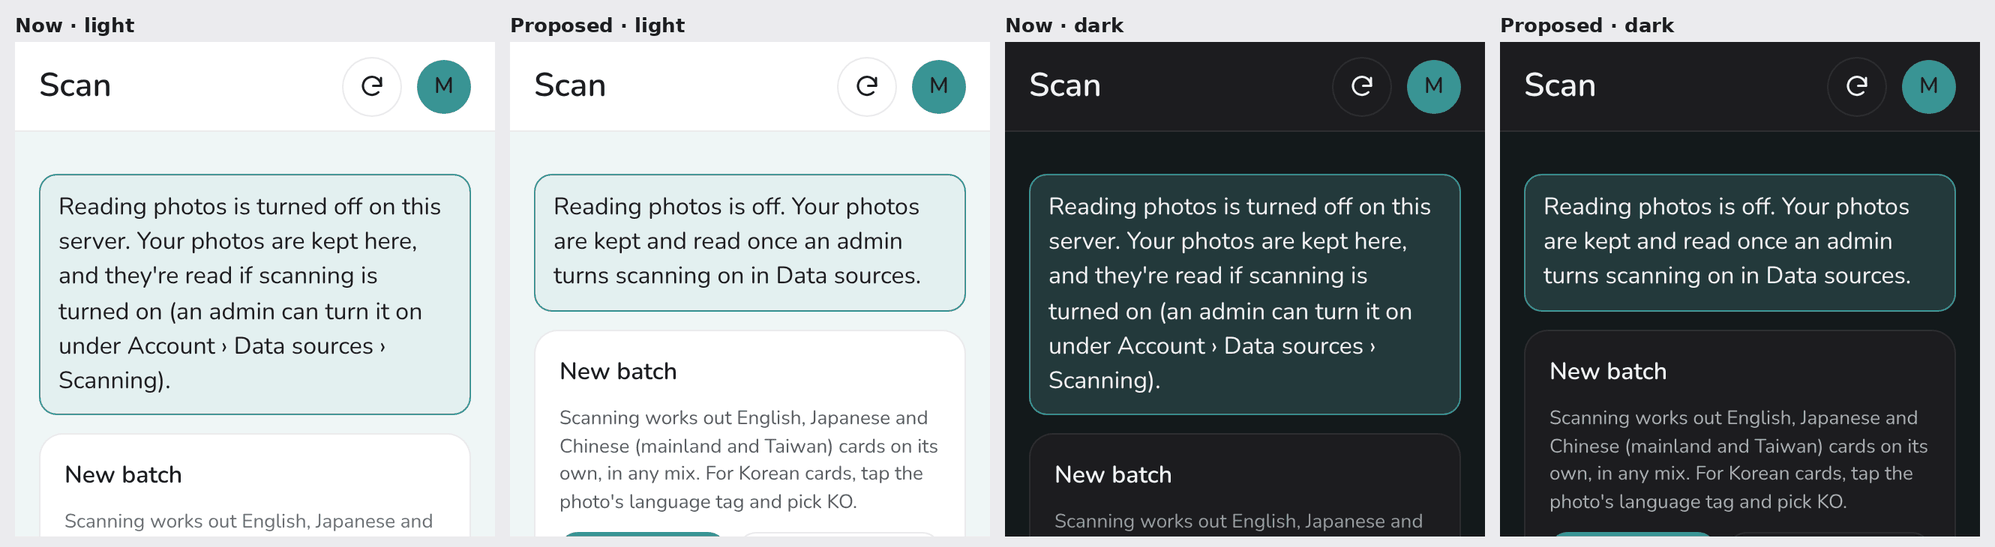 Now · light
Scan
M
Reading photos is turned off on this
server. Your photos are kept here,
and they're read if scanning is
turned on (an admin can turn it on
under Account › Data sources ›
Scanning).
New batch
Scanning works out English, Japanese and
Proposed · light
Scan
M
Reading photos is off. Your photos
are kept and read once an admin
turns scanning on in Data sources.
New batch
Scanning works out English, Japanese and
Chinese (mainland and Taiwan) cards on its
own, in any mix. For Korean cards, tap the
photo's language tag and pick KO.
Now · dark
Scan
M
Reading photos is turned off on this
server. Your photos are kept here,
and they're read if scanning is
turned on (an admin can turn it on
under Account › Data sources ›
Scanning).
New batch
Scanning works out English, Japanese and
Proposed · dark
Scan
M
Reading photos is off. Your photos
are kept and read once an admin
turns scanning on in Data sources.
New batch
Scanning works out English, Japanese and
Chinese (mainland and Taiwan) cards on its
own, in any mix. For Korean cards, tap the
photo's language tag and pick KO.